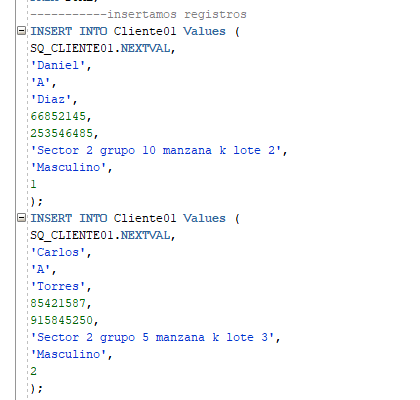 -----------insertamos registros
INSERT INTO Cliente01 Values (
SQ_CLIENTE01.NEXTVAL,
'Daniel',
'A',
'Diaz',
66852145,
253546485,
'Sector 2 grupo 10 manzana k lote 2',
'Masculino',
1
);
INSERT INTO Cliente01 Values (
SQ_CLIENTE01.NEXTVAL,
'Carlos',
'A',
'Torres',
85421587,
915845250,
'Sector 2 grupo 5 manzana k lote 3',
'Masculino',
2
);